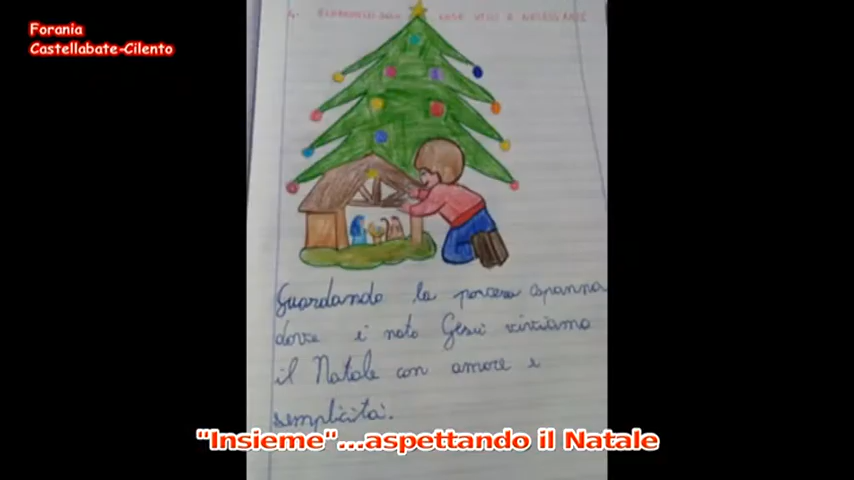 Forania
Castellabate-Cilento
Guardando la povera capanna
dove è nato Gesù viviamo
il Natale con amore e
semplicità.
"Insieme"...aspettando il Natale